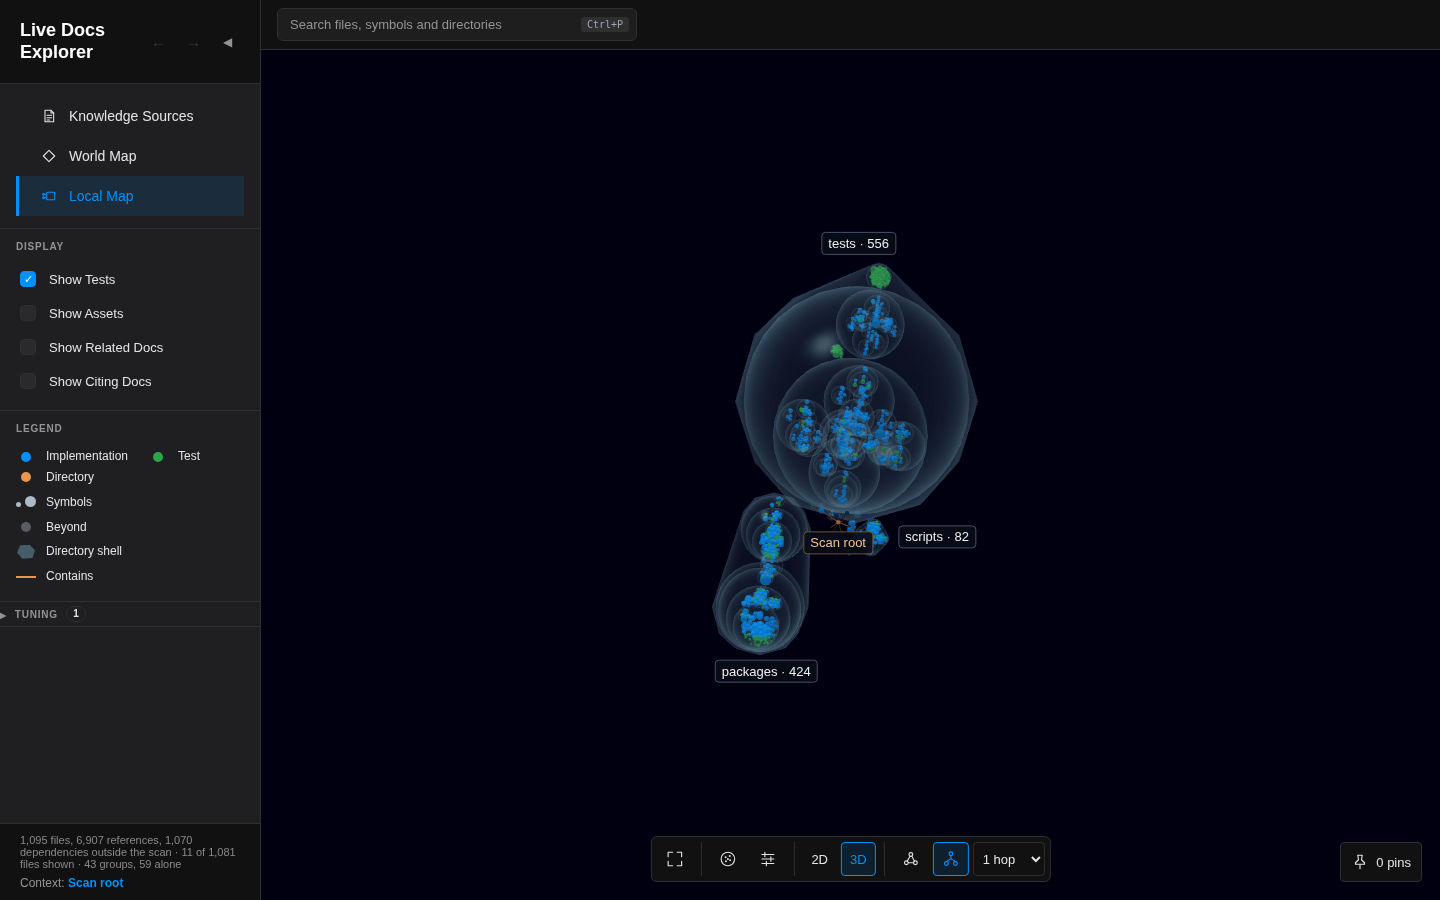 Live Docs
Explorer
← → ◀
Search files, symbols and directories Ctrl+P
Knowledge Sources
World Map
Local Map
DISPLAY
✓ Show Tests
Show Assets
Show Related Docs
Show Citing Docs
LEGEND
Implementation Test
Directory
Symbols
Beyond
Directory shell
Contains
▶ TUNING 1
1,095 files, 6,907 references, 1,070
dependencies outside the scan · 11 of 1,081
files shown · 43 groups, 59 alone
Context: Scan root
tests · 556
Scan root
scripts · 82
packages · 424
2D 3D 1 hop
0 pins